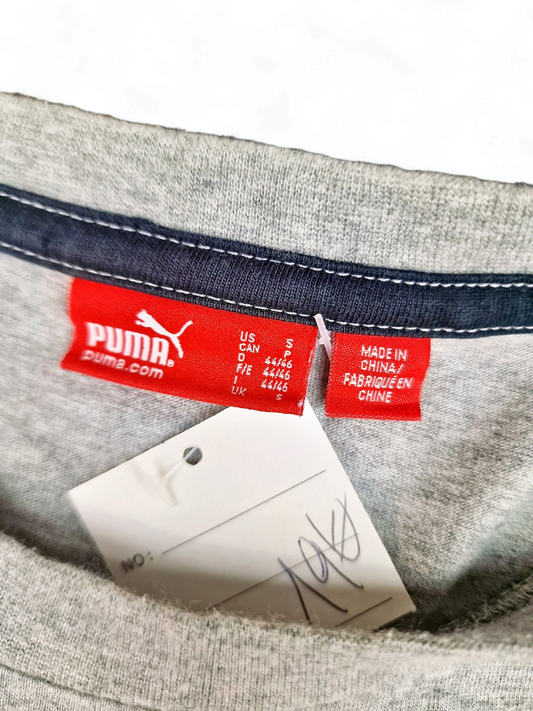 PUMA®
puma.com
US S
CAN P
D 44/46
F/E 44/46
I 44/46
UK S
MADE IN
CHINA/
FABRIQUÉ EN
CHINE
NO: